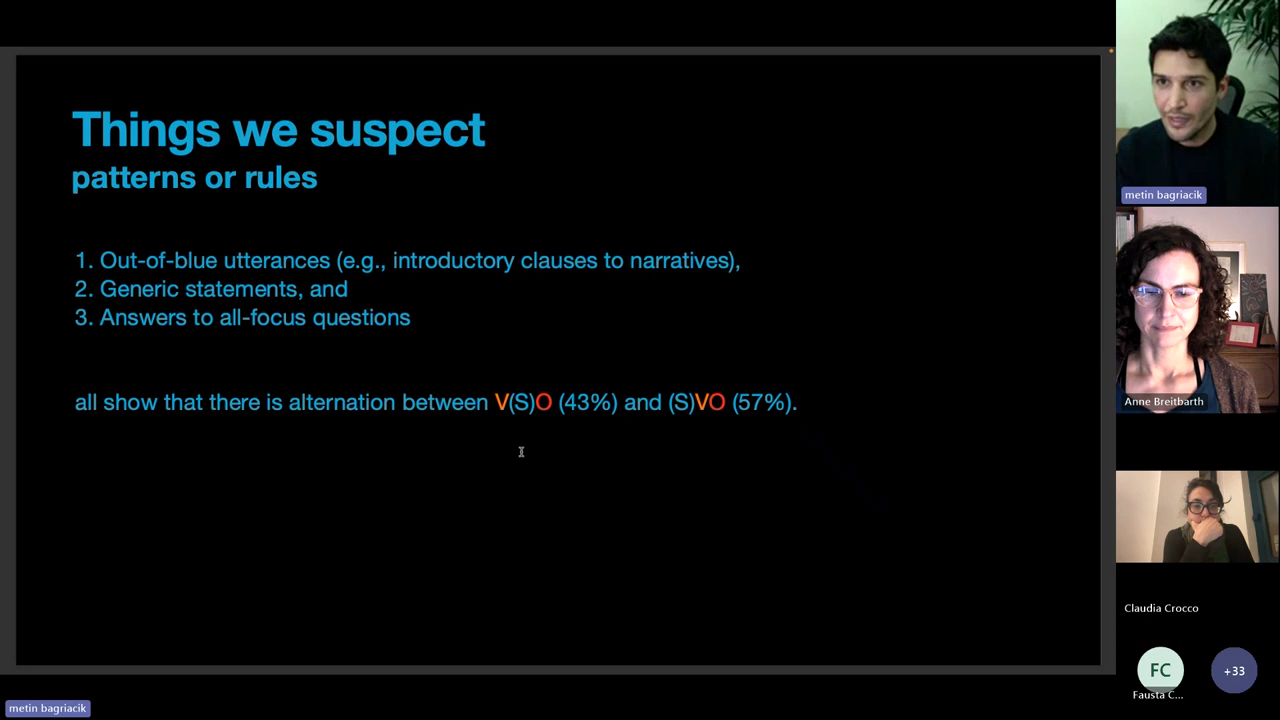 Things we suspect
patterns or rules
1. Out-of-blue utterances (e.g., introductory clauses to narratives),
2. Generic statements, and
3. Answers to all-focus questions
all show that there is alternation between V(S)O (43%) and (S)VO (57%).
metin bagriacik
Anne Breitbarth
Claudia Crocco
FC
Fausta C...
+33
metin bagriacik